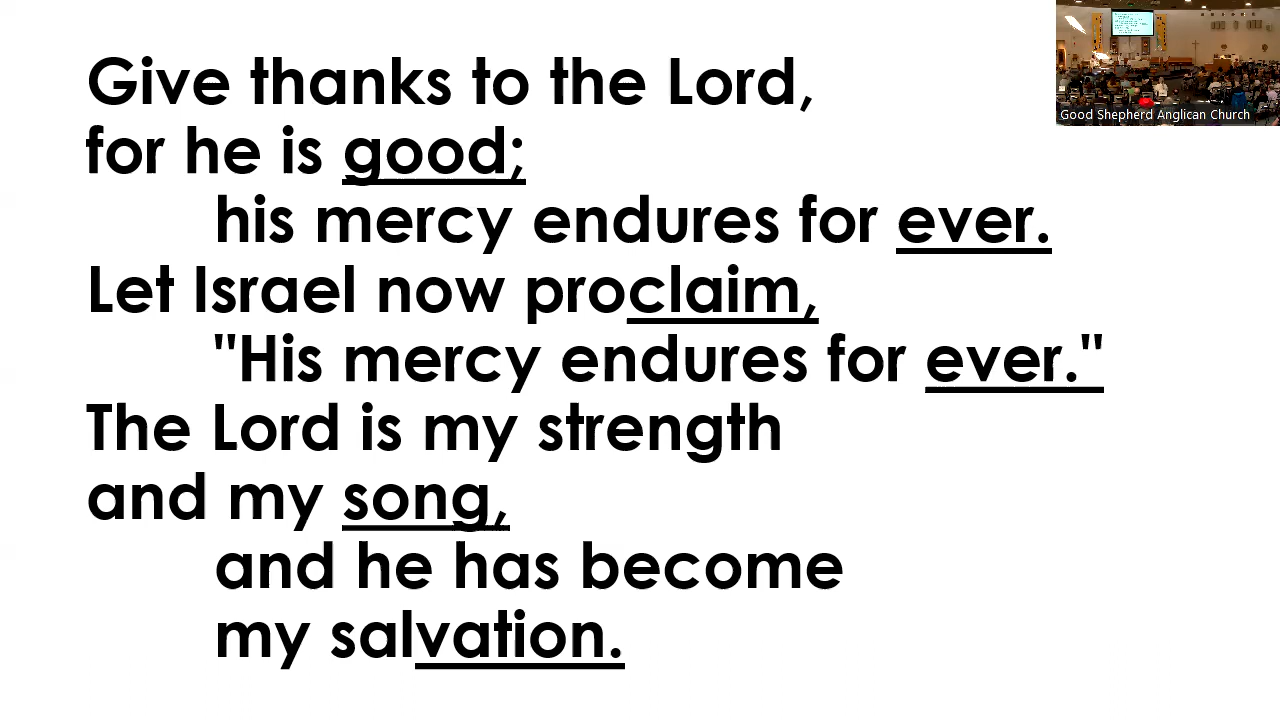 Give thanks to the Lord,
for he is good;
his mercy endures for ever.
Let Israel now proclaim,
"His mercy endures for ever."
The Lord is my strength
and my song,
and he has become
my salvation.
Good Shepherd Anglican Church